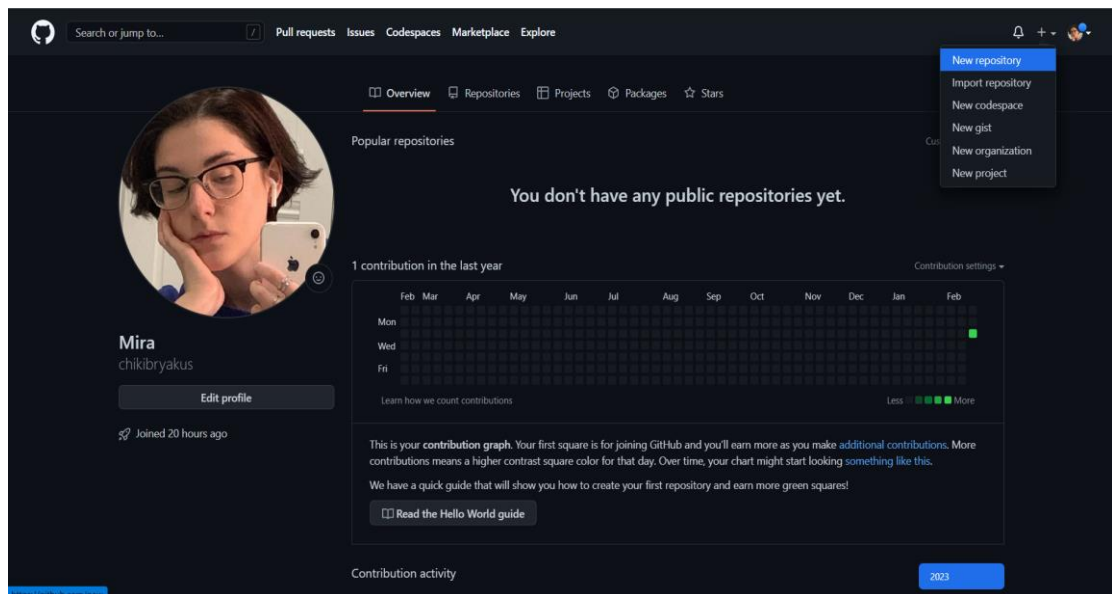 Search or jump to... / Pull requests Issues Codespaces Marketplace Explore
New repository
Import repository
New codespace
New gist
New organization
New project
Overview Repositories Projects Packages Stars
Popular repositories
You don't have any public repositories yet.
1 contribution in the last year Contribution settings
Feb Mar Apr May Jun Jul Aug Sep Oct Nov Dec Jan Feb
Mon
Wed
Fri
Learn how we count contributions Less More
Mira
chikibryakus
Edit profile
Joined 20 hours ago
This is your contribution graph. Your first square is for joining GitHub and you'll earn more as you make additional contributions. More
contributions means a higher contrast square color for that day. Over time, your chart might start looking something like this.
We have a quick guide that will show you how to create your first repository and earn more green squares!
Read the Hello World guide
Contribution activity 2023